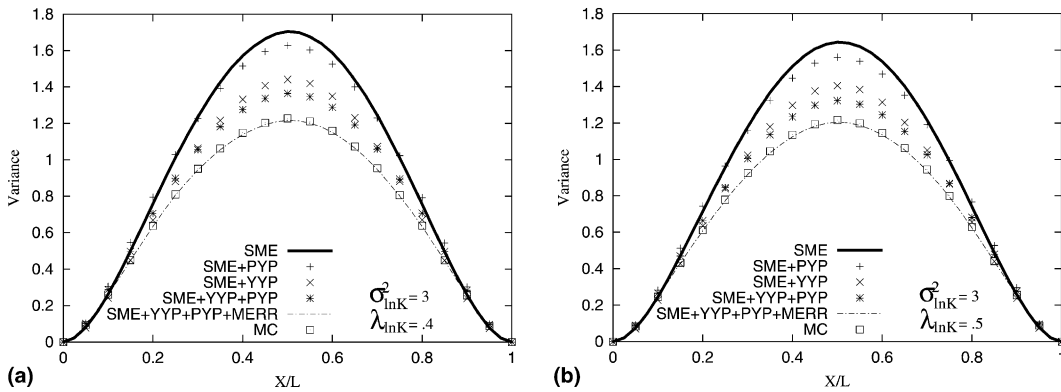 1.8
1.6
1.4
1.2
1
0.8
0.6
0.4
0.2
0
Variance
SME
SME+PYP
SME+YYP
SME+YYP+PYP
SME+YYP+PYP+MERR
MC
σ²lnK= 3
λlnK= .4
0 0.2 0.4 0.6 0.8 1
X/L
(a)
1.8
1.6
1.4
1.2
1
0.8
0.6
0.4
0.2
0
Variance
SME
SME+PYP
SME+YYP
SME+YYP+PYP
SME+YYP+PYP+MERR
MC
σ²lnK= 3
λlnK= .5
0 0.2 0.4 0.6 0.8 1
X/L
(b)